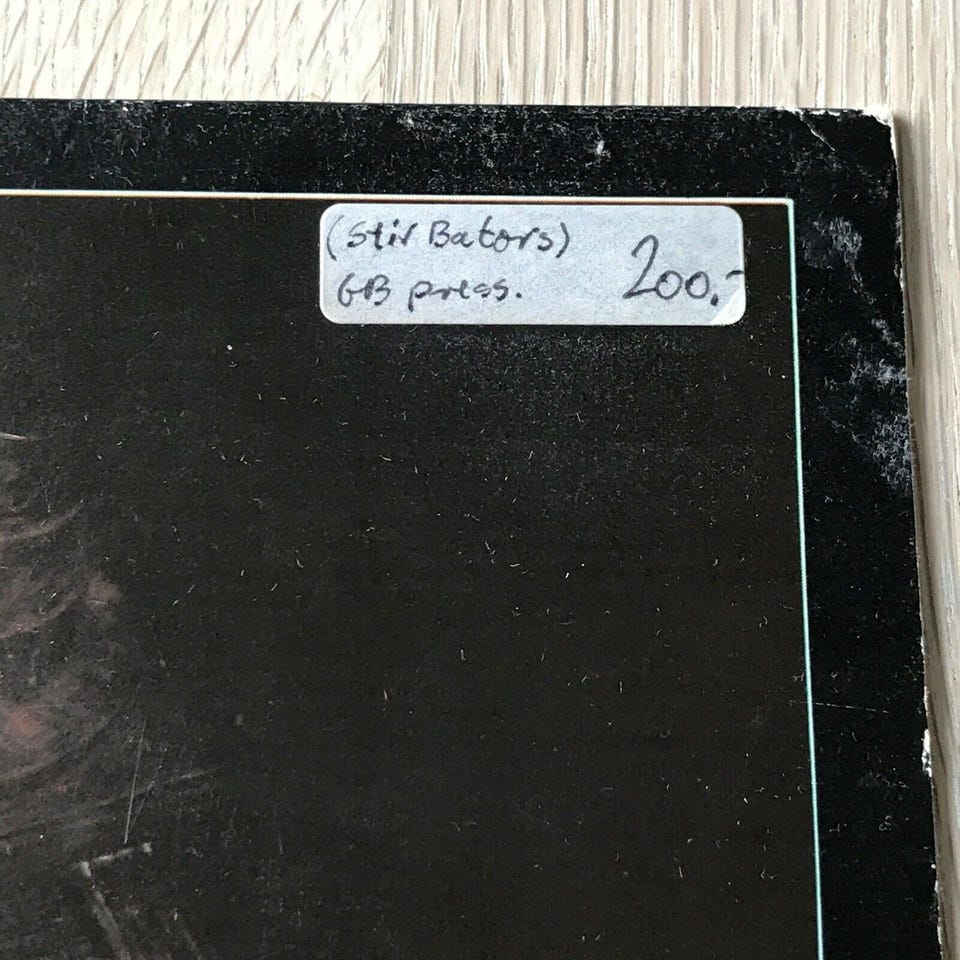 (Stiv Bators)
GB press. 200.-